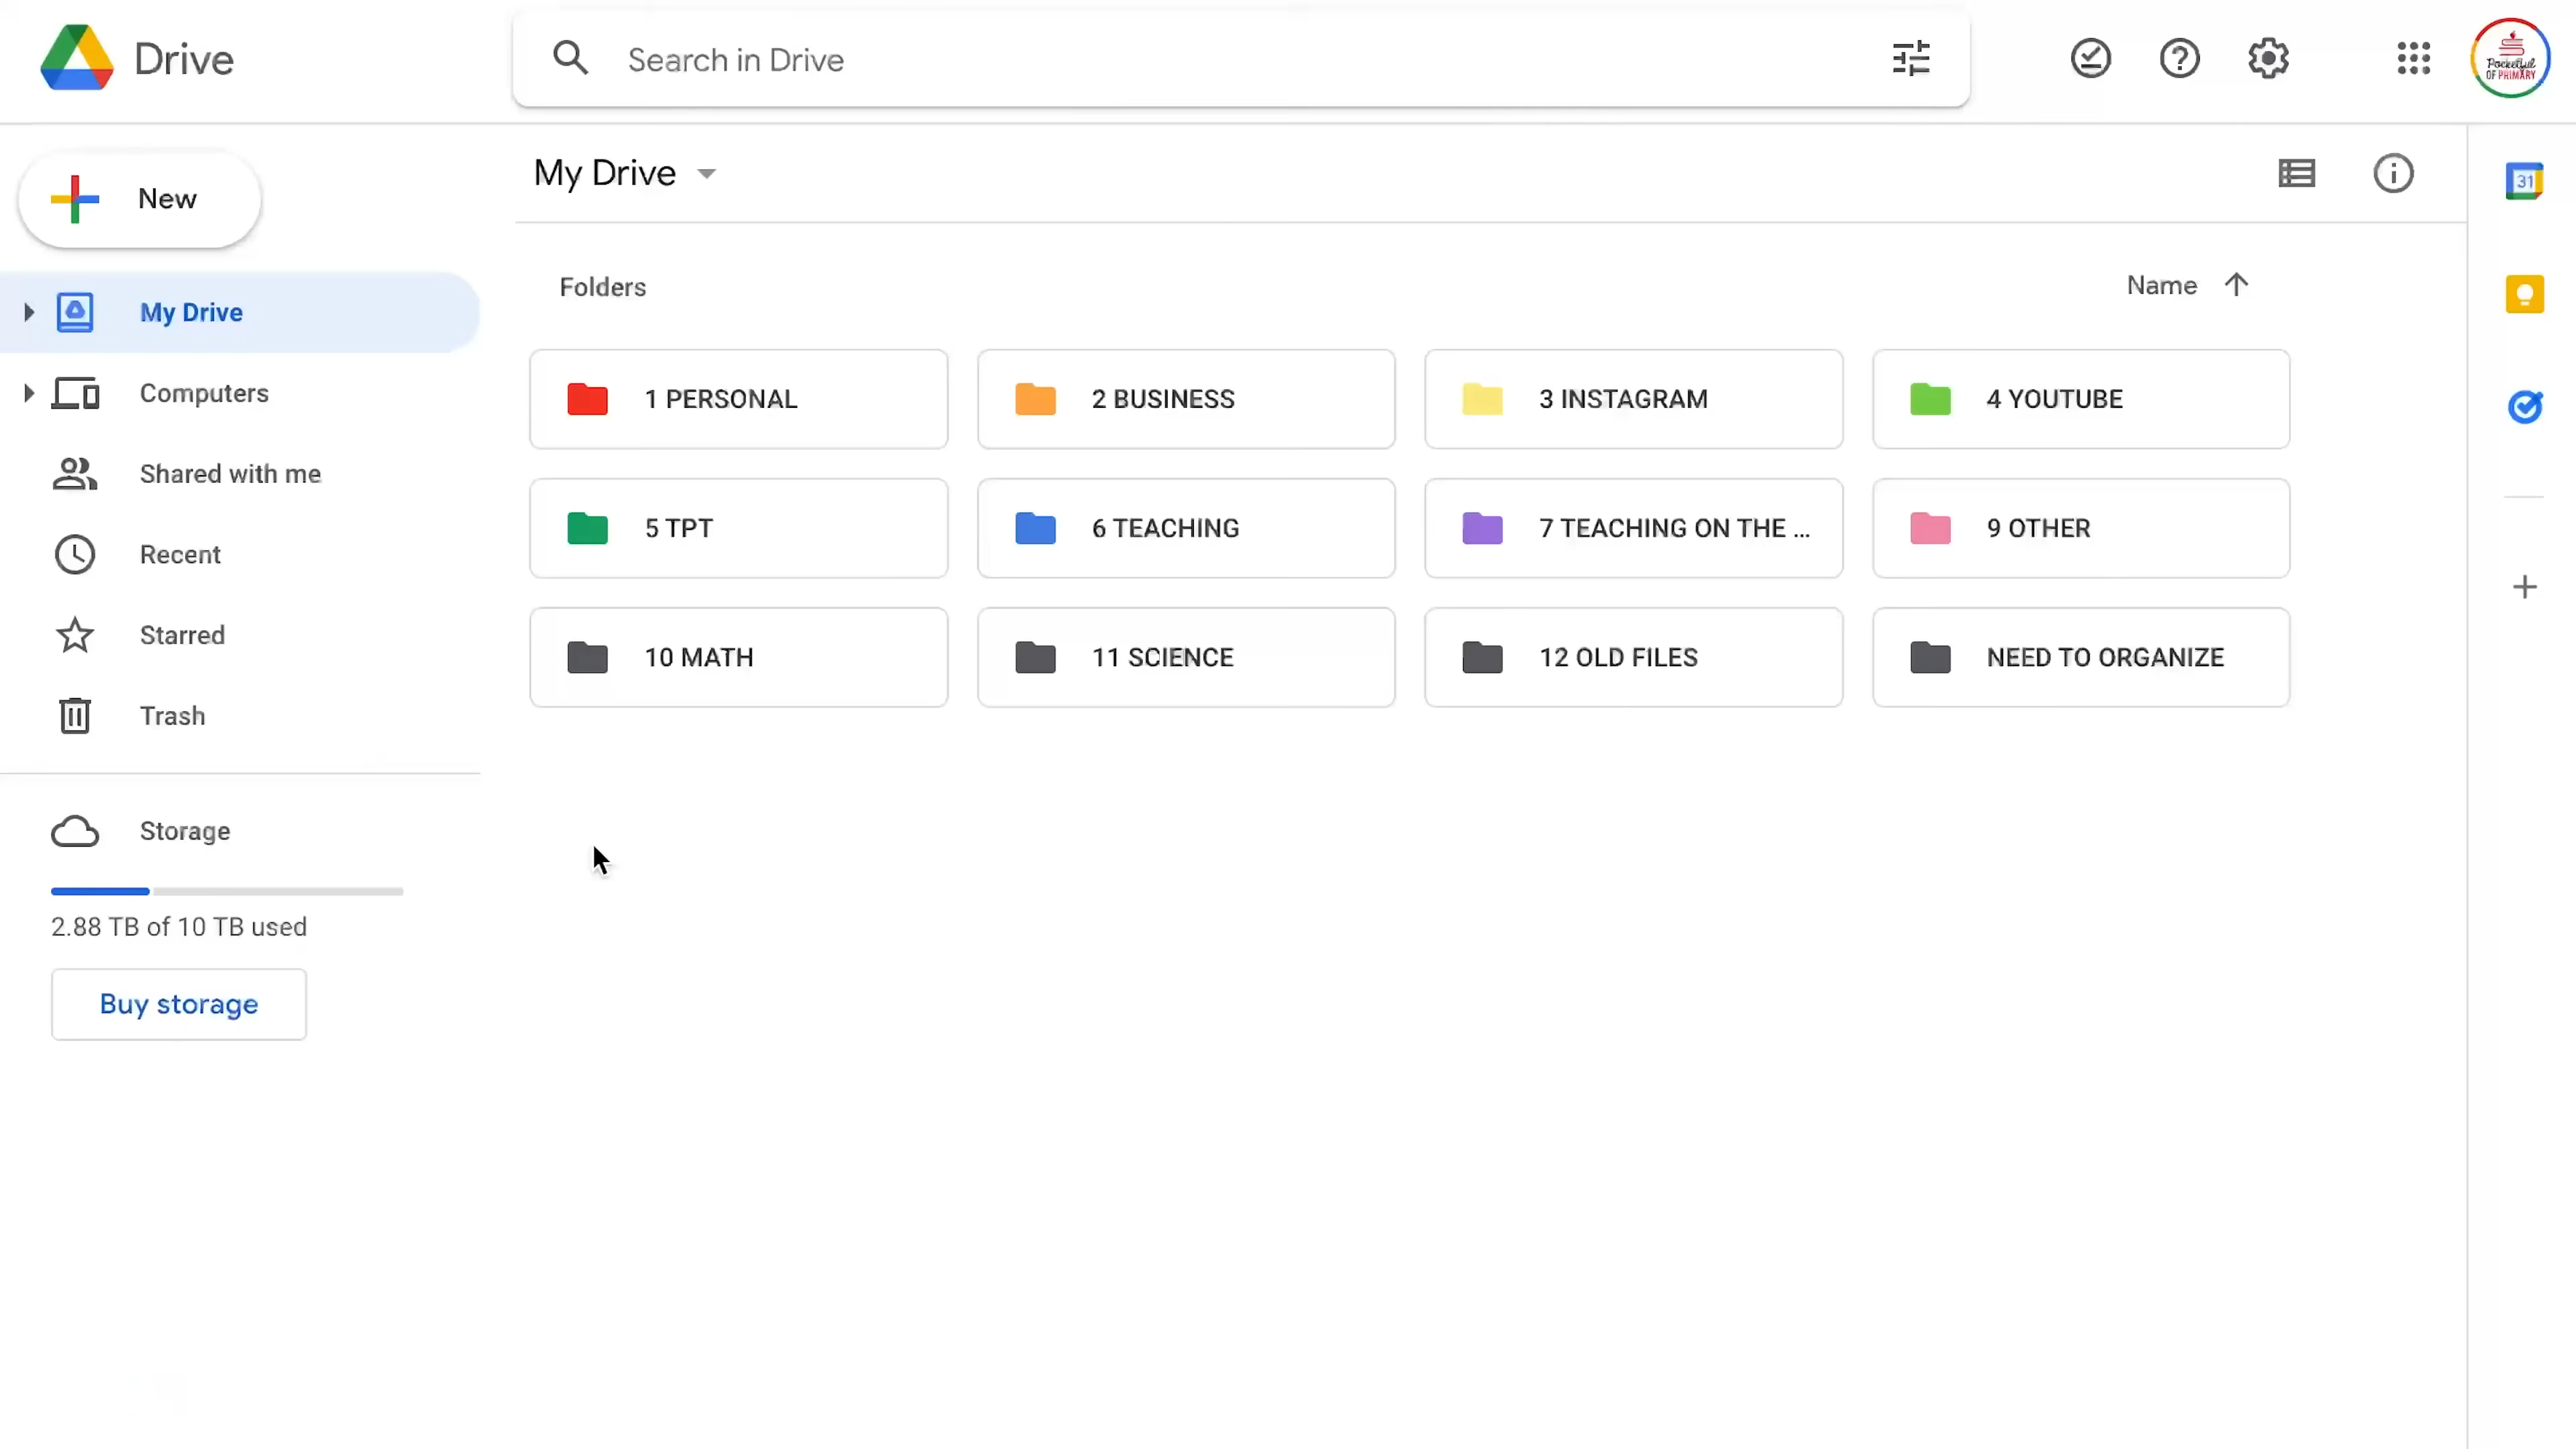 Drive
Search in Drive
Pocketful
OF PRIMARY
New
My Drive
31
My Drive
Computers
Shared with me
Recent
Starred
Trash
Storage
2.88 TB of 10 TB used
Buy storage
Folders
Name
1 PERSONAL
2 BUSINESS
3 INSTAGRAM
4 YOUTUBE
5 TPT
6 TEACHING
7 TEACHING ON THE ...
9 OTHER
10 MATH
11 SCIENCE
12 OLD FILES
NEED TO ORGANIZE